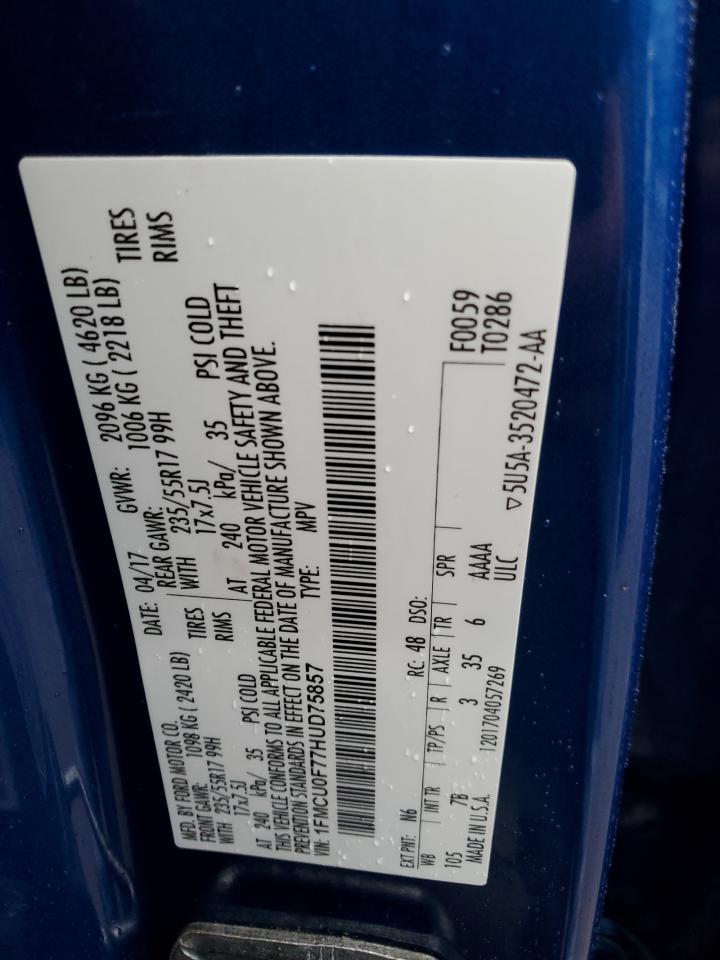 MFD. BY FORD MOTOR CO. DATE: 04/17 GVWR: 2096 KG ( 4620 LB)
FRONT GAWR: 1098 KG ( 2420 LB) REAR GAWR: 1006 KG ( 2218 LB)
WITH 235/55R17 99H TIRES WITH 235/55R17 99H TIRES
17x7.5J RIMS 17x7.5J RIMS
AT 240 kPa/ 35 PSI COLD AT 240 kPa/ 35 PSI COLD
THIS VEHICLE CONFORMS TO ALL APPLICABLE FEDERAL MOTOR VEHICLE SAFETY AND THEFT
PREVENTION STANDARDS IN EFFECT ON THE DATE OF MANUFACTURE SHOWN ABOVE.
VIN: 1FMCU0F77HUD75857 TYPE: MPV
EXT PNT: N6 RC: 48 DSO: F0059
WB INT TR TP/PS R AXLE TR SPR T0286
105 7B 3 35 6 AAAA
MADE IN U.S.A. 1201704057269 ULC ▽5U5A-3520472-AA